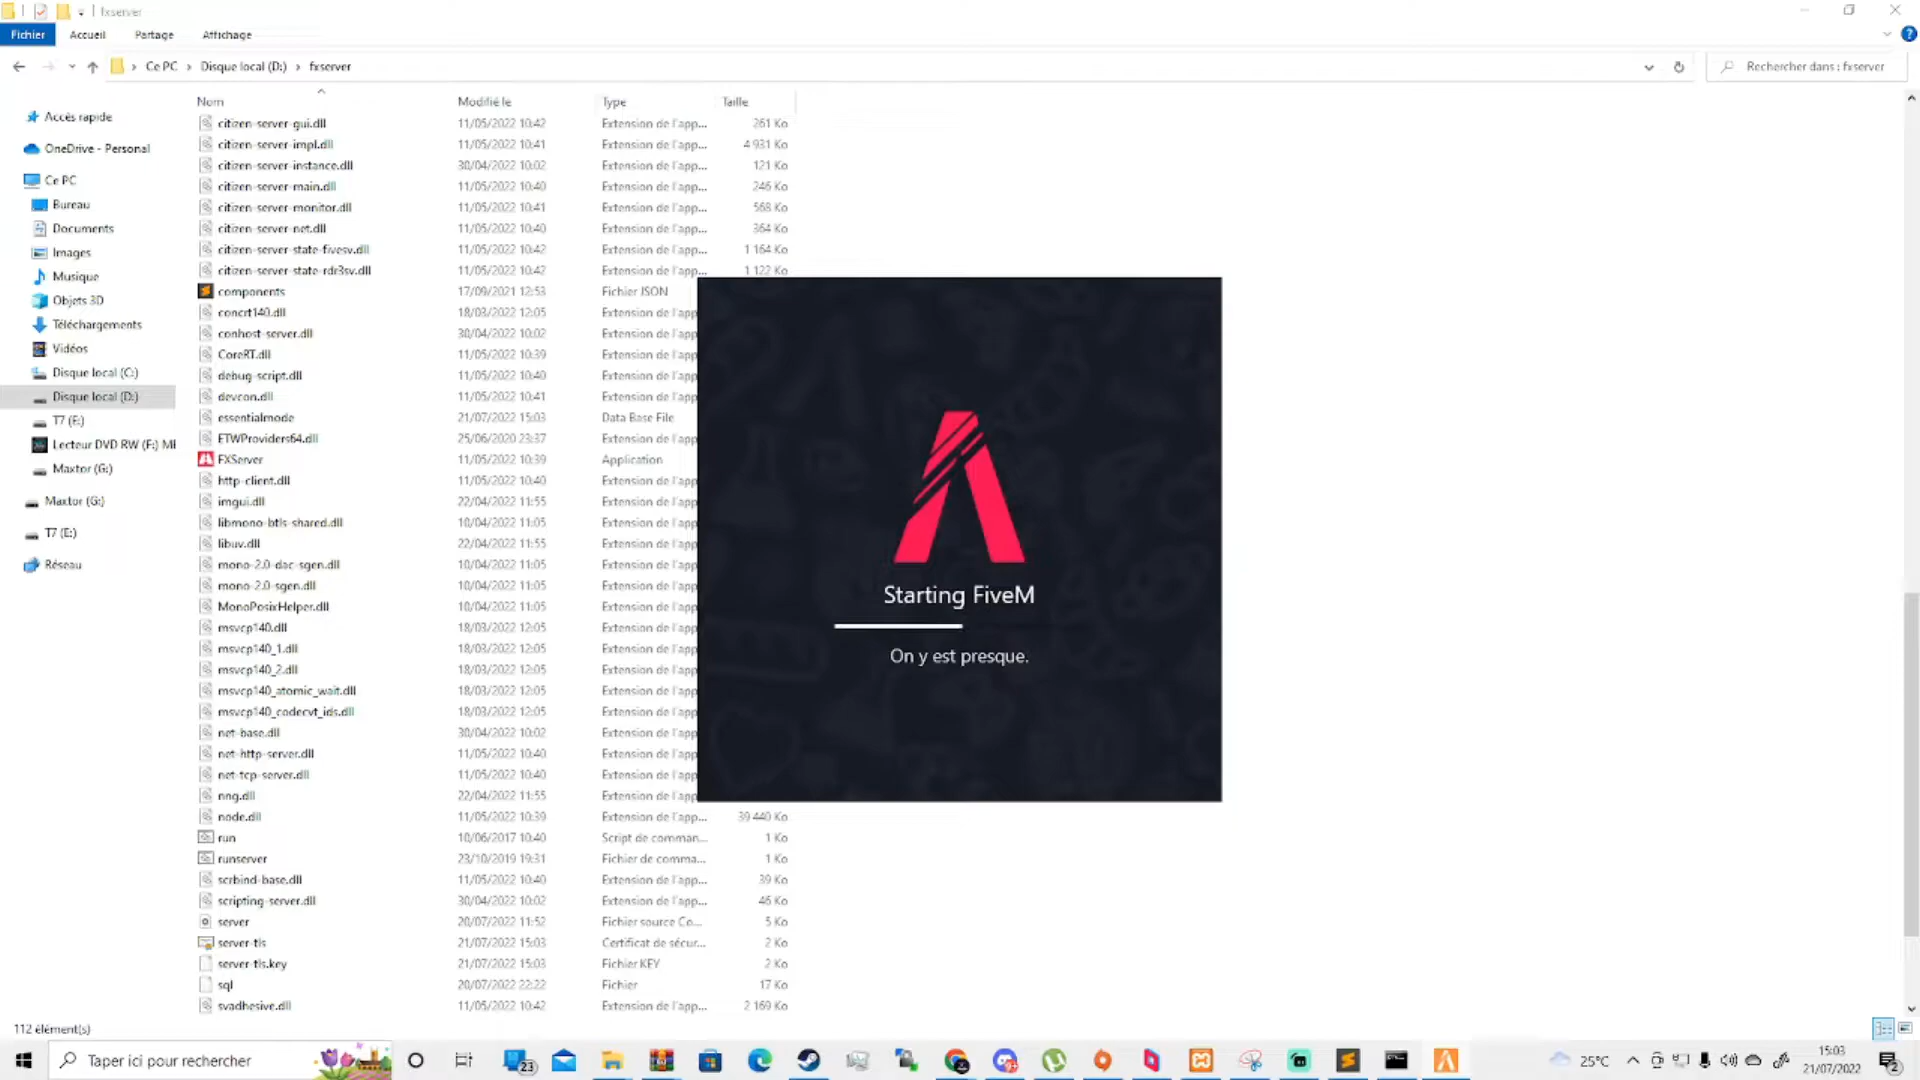 fxserver
Fichier Accueil Partage Affichage
Ce PC Disque local (D:) fxserver Rechercher dans : fxserver
Nom Modifié le Type Taille
Accès rapide
OneDrive - Personal
Ce PC
Bureau
Documents
Images
Musique
Objets 3D
Téléchargements
Vidéos
Disque local (C:)
Disque local (D:)
T7 (E:)
Lecteur DVD RW (F:) MI
Maxtor (G:)
Maxtor (G:)
T7 (E:)
Réseau
citizen-server-gui.dll 11/05/2022 10:42 Extension de l'app... 261 Ko
citizen-server-impl.dll 11/05/2022 10:41 Extension de l'app... 4 931 Ko
citizen-server-instance.dll 30/04/2022 10:02 Extension de l'app... 121 Ko
citizen-server-main.dll 11/05/2022 10:40 Extension de l'app... 246 Ko
citizen-server-monitor.dll 11/05/2022 10:41 Extension de l'app... 568 Ko
citizen-server-net.dll 11/05/2022 10:40 Extension de l'app... 364 Ko
citizen-server-state-fivesv.dll 11/05/2022 10:42 Extension de l'app... 1 164 Ko
citizen-server-state-rdr3sv.dll 11/05/2022 10:42 Extension de l'app... 1 122 Ko
components 17/09/2021 12:53 Fichier JSON
concrt140.dll 18/03/2022 12:05 Extension de l'app
conhost-server.dll 30/04/2022 10:02 Extension de l'app
CoreRT.dll 11/05/2022 10:39 Extension de l'app
debug-script.dll 11/05/2022 10:40 Extension de l'app
devcon.dll 11/05/2022 10:41 Extension de l'app
essentialmode 21/07/2022 15:03 Data Base File
ETWProviders64.dll 25/06/2020 23:37 Extension de l'app
FXServer 11/05/2022 10:39 Application
http-client.dll 11/05/2022 10:40 Extension de l'app
imgui.dll 22/04/2022 11:55 Extension de l'app
libmono-btls-shared.dll 10/04/2022 11:05 Extension de l'app
libuv.dll 22/04/2022 11:55 Extension de l'app
mono-2.0-dac-sgen.dll 10/04/2022 11:05 Extension de l'app
mono-2.0-sgen.dll 10/04/2022 11:05 Extension de l'app
MonoPosixHelper.dll 10/04/2022 11:05 Extension de l'app
msvcp140.dll 18/03/2022 12:05 Extension de l'app
msvcp140_1.dll 18/03/2022 12:05 Extension de l'app
msvcp140_2.dll 18/03/2022 12:05 Extension de l'app
msvcp140_atomic_wait.dll 18/03/2022 12:05 Extension de l'app
msvcp140_codecvt_ids.dll 18/03/2022 12:05 Extension de l'app
net-base.dll 30/04/2022 10:02 Extension de l'app
net-http-server.dll 11/05/2022 10:40 Extension de l'app
net-tcp-server.dll 11/05/2022 10:40 Extension de l'app
nng.dll 22/04/2022 11:55 Extension de l'app
node.dll 11/05/2022 10:39 Extension de l'app... 39 440 Ko
run 10/06/2017 10:40 Script de comman... 1 Ko
runserver 23/10/2019 19:31 Fichier de comma... 1 Ko
scrbind-base.dll 11/05/2022 10:40 Extension de l'app... 39 Ko
scripting-server.dll 30/04/2022 10:02 Extension de l'app... 46 Ko
server 20/07/2022 11:52 Fichier source Co... 5 Ko
server-tls 21/07/2022 15:03 Certificat de sécur... 2 Ko
server-tls.key 21/07/2022 15:03 Fichier KEY 2 Ko
sql 20/07/2022 22:22 Fichier 17 Ko
svadhesive.dll 11/05/2022 10:42 Extension de l'app... 2 169 Ko
Starting FiveM
On y est presque.
112 élément(s)
Taper ici pour rechercher
23
25°C
15:03
21/07/2022
2